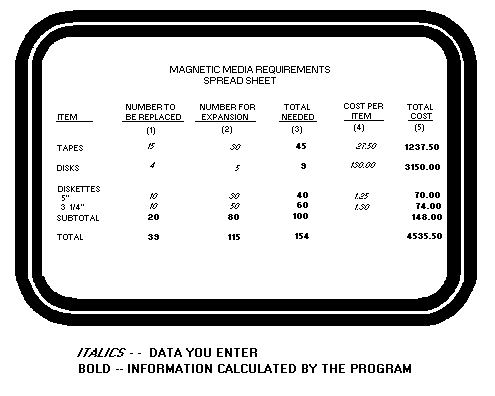 MAGNETIC MEDIA REQUIREMENTS
SPREAD SHEET
ITEM NUMBER TO BE REPLACED NUMBER FOR EXPANSION TOTAL NEEDED COST PER ITEM TOTAL COST
(1) (2) (3) (4) (5)
TAPES 15 30 45 27.50 1237.50
DISKS 4 5 9 130.00 3150.00
DISKETTES
5" 10 30 40 1.25 70.00
3 1/4" 10 50 60 1.30 74.00
SUBTOTAL 20 80 100 148.00
TOTAL 39 115 154 4535.50
ITALICS - - DATA YOU ENTER
BOLD -- INFORMATION CALCULATED BY THE PROGRAM